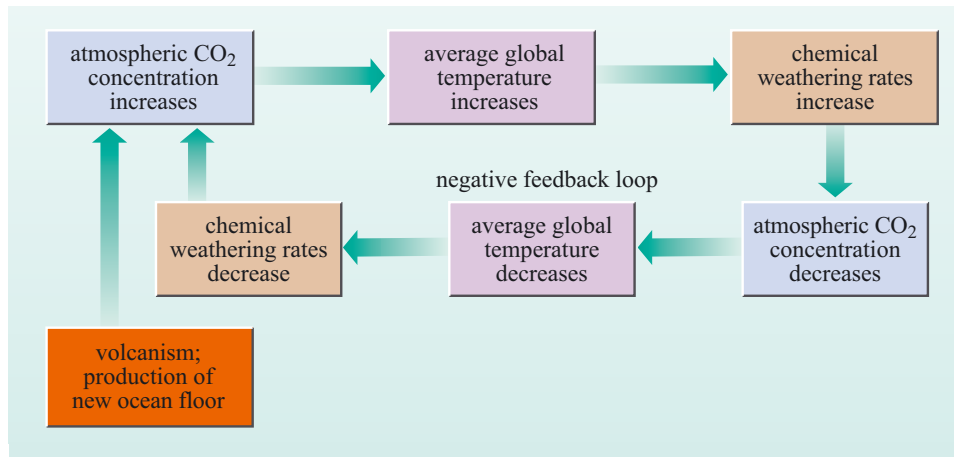 atmospheric CO₂
concentration
increases
average global
temperature
increases
chemical
weathering rates
increase
negative feedback loop
chemical
weathering rates
decrease
average global
temperature
decreases
atmospheric CO₂
concentration
decreases
volcanism;
production of
new ocean floor